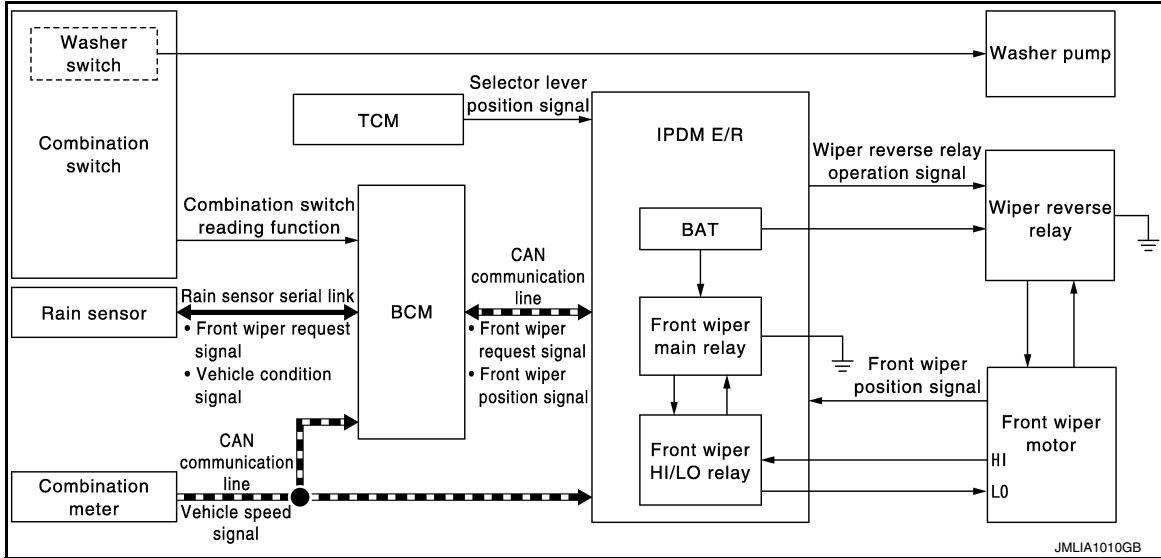 Washer
switch
Washer pump
Combination
switch
TCM
Selector lever
position signal
IPDM E/R
Wiper reverse relay
operation signal
Wiper reverse
relay
Combination switch
reading function
BAT
CAN
communication
line
Rain sensor
Rain sensor serial link
BCM
• Front wiper request
signal
• Vehicle condition
signal
• Front wiper
request signal
• Front wiper
position signal
Front wiper
main relay
Front wiper
position signal
Front wiper
motor
HI
LO
Front wiper
HI/LO relay
CAN
communication
line
Combination
meter
Vehicle speed
signal
JMLIA1010GB